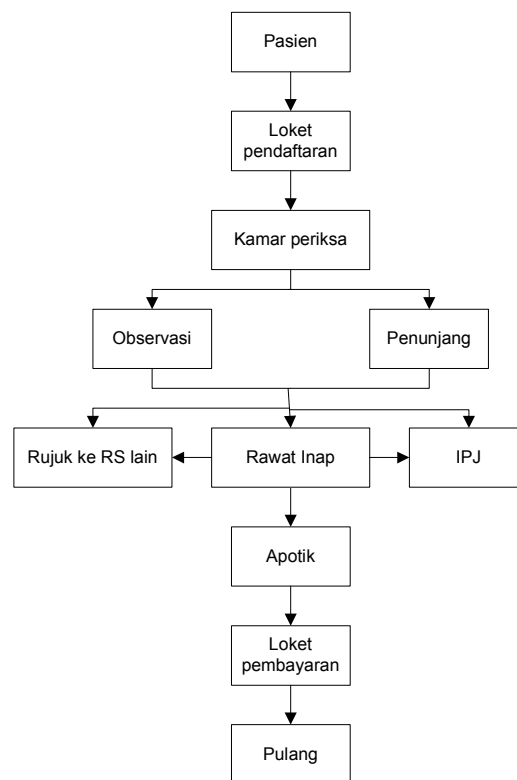 Pasien
Loket
pendaftaran
Kamar periksa
Observasi
Penunjang
Rujuk ke RS lain
Rawat Inap
IPJ
Apotik
Loket
pembayaran
Pulang